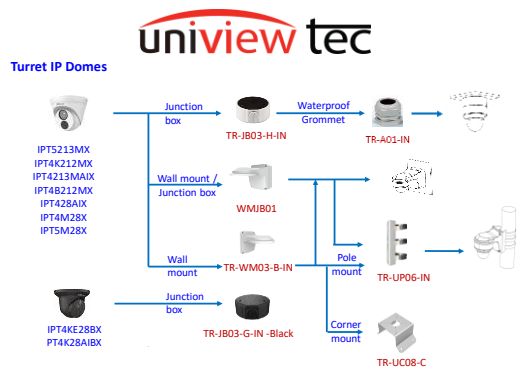 uniview tec
Turret IP Domes
Junction
box
Waterproof
Grommet
TR-JB03-H-IN
TR-A01-IN
IPT5213MX
IPT4K212MX
IPT4213MAIX
IPT4B212MX
IPT428AIX
IPT4M28X
IPT5M28X
Wall mount /
Junction box
WMJB01
Wall
mount
TR-WM03-B-IN
Pole
mount
TR-UP06-IN
Junction
box
TR-JB03-G-IN -Black
IPT4KE28BX
PT4K28AIBX
Corner
mount
TR-UC08-C